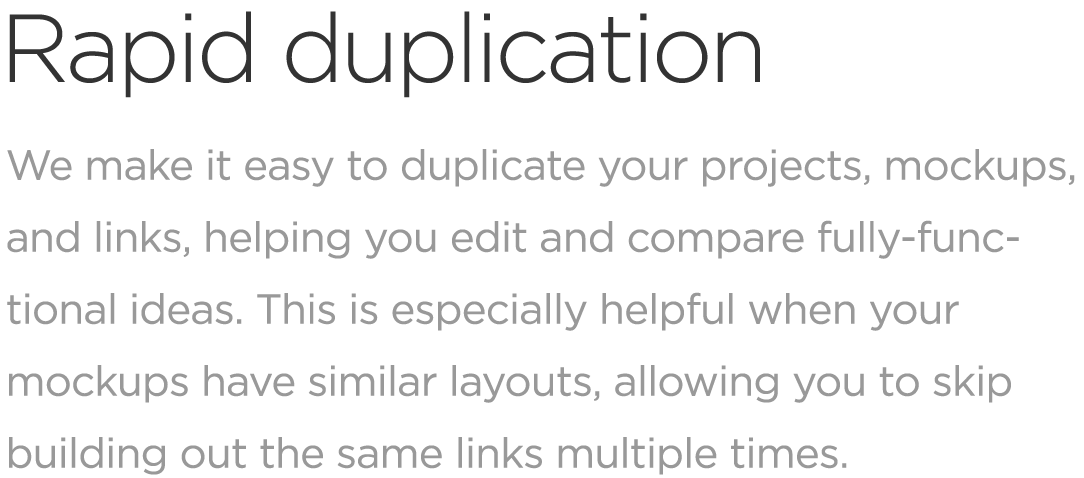 Rapid duplication
We make it easy to duplicate your projects, mockups,
and links, helping you edit and compare fully-func-
tional ideas. This is especially helpful when your
mockups have similar layouts, allowing you to skip
building out the same links multiple times.